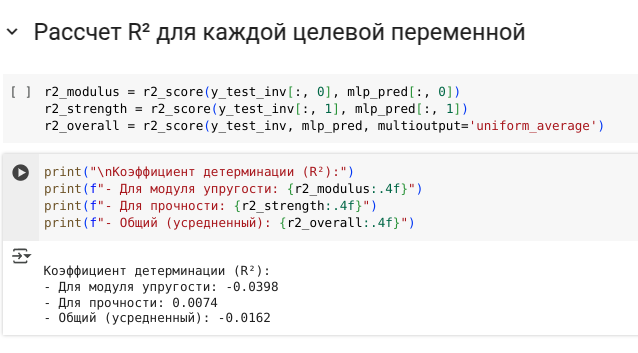 Рассчет R² для каждой целевой переменной
[ ] r2_modulus = r2_score(y_test_inv[:, 0], mlp_pred[:, 0])
r2_strength = r2_score(y_test_inv[:, 1], mlp_pred[:, 1])
r2_overall = r2_score(y_test_inv, mlp_pred, multioutput='uniform_average')
print("\nКоэффициент детерминации (R²):")
print(f"- Для модуля упругости: {r2_modulus:.4f}")
print(f"- Для прочности: {r2_strength:.4f}")
print(f"- Общий (усредненный): {r2_overall:.4f}")
Коэффициент детерминации (R²):
- Для модуля упругости: -0.0398
- Для прочности: 0.0074
- Общий (усредненный): -0.0162